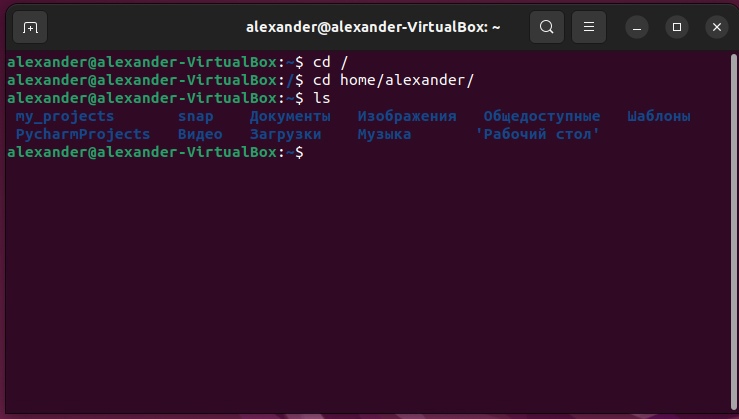 alexander@alexander-VirtualBox: ~
alexander@alexander-VirtualBox:~$ cd /
alexander@alexander-VirtualBox:/$ cd home/alexander/
alexander@alexander-VirtualBox:~$ ls
my_projects snap Документы Изображения Общедоступные Шаблоны
PycharmProjects Видео Загрузки Музыка 'Рабочий стол'
alexander@alexander-VirtualBox:~$